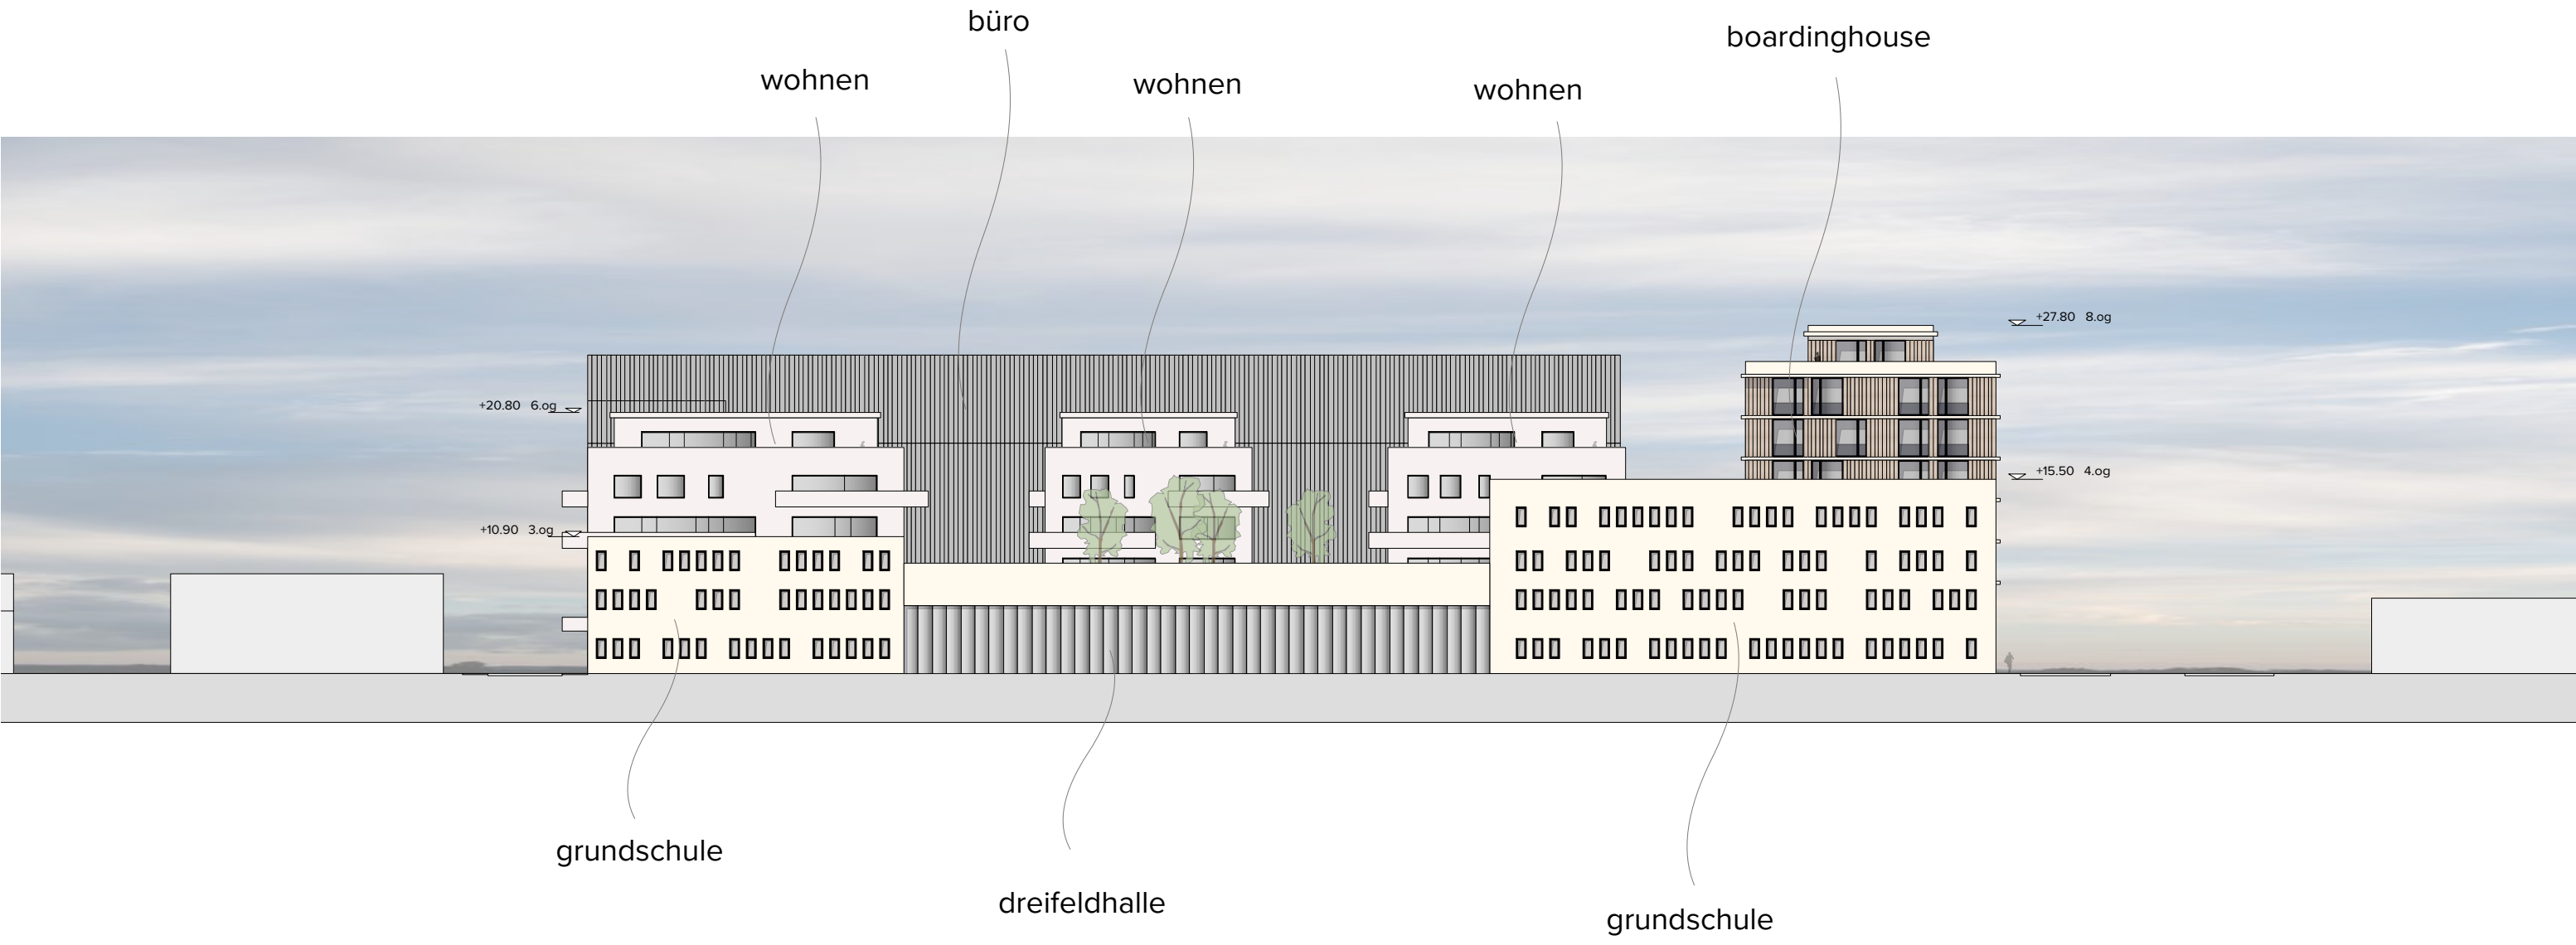 büro
boardinghouse
wohnen
wohnen
wohnen
+27.80 8.og
+20.80 6.og
+15.50 4.og
+10.90 3.og
grundschule
dreifeldhalle
grundschule